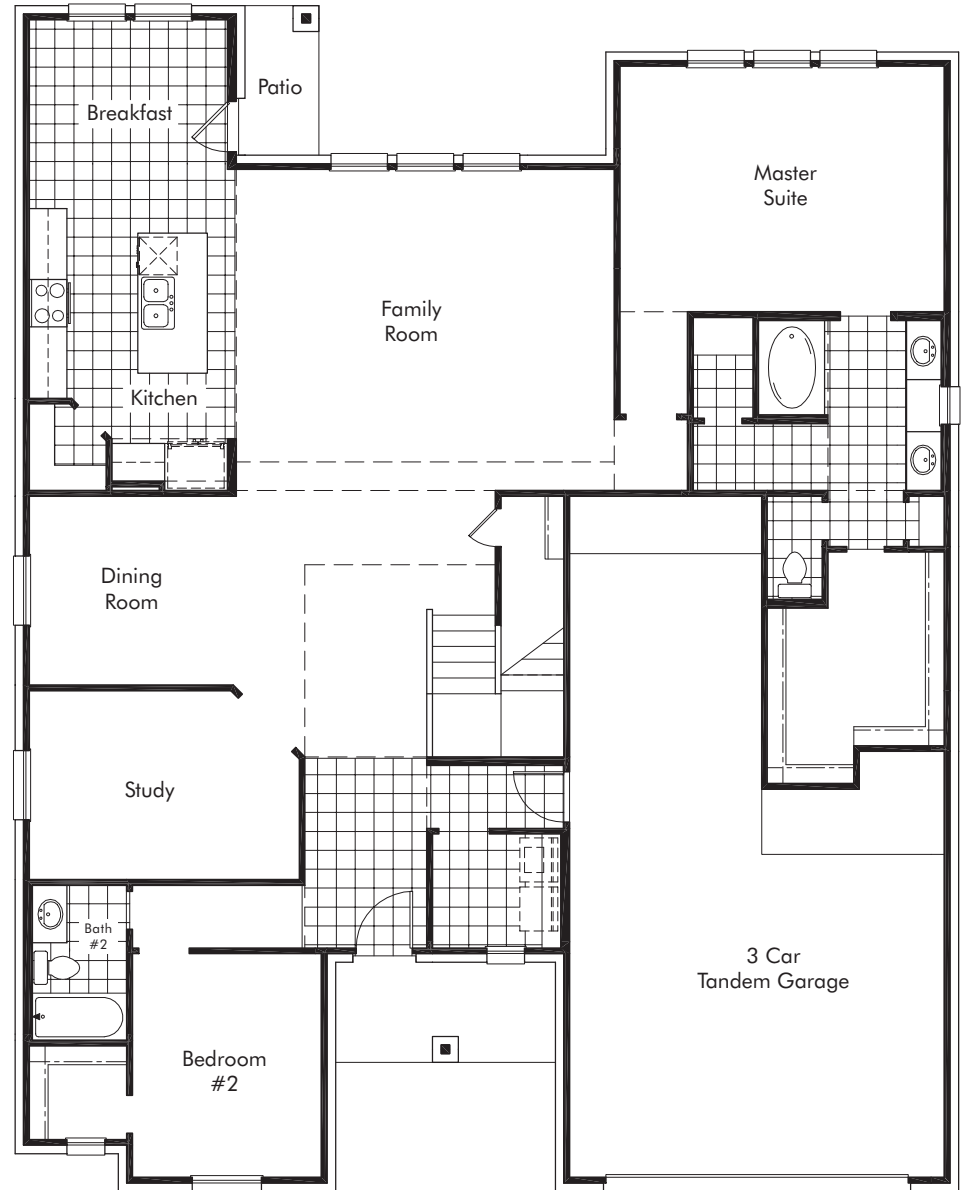 Patio
Breakfast
Master
Suite
Family
Room
Kitchen
Dining
Room
Study
Bath
#2
3 Car
Tandem Garage
Bedroom
#2